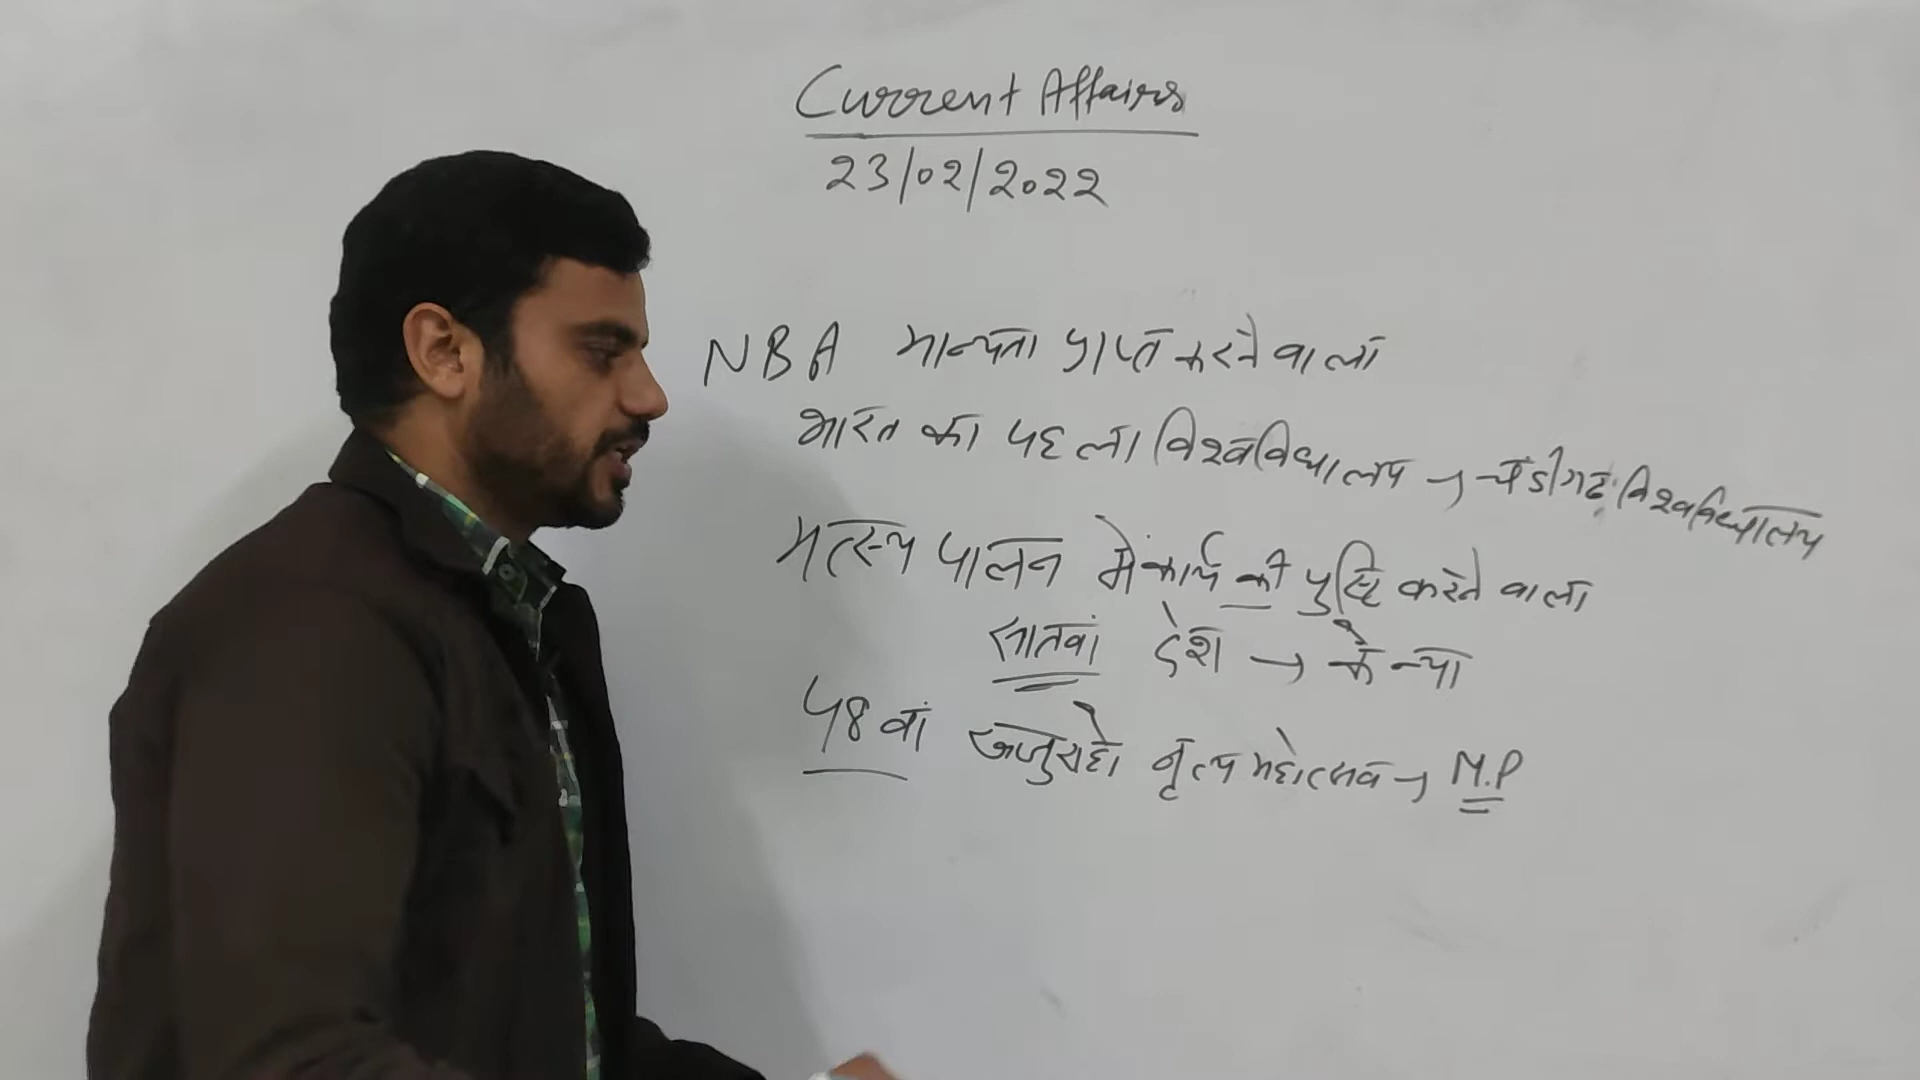 Current Affairs
23/02/2022
NBA मान्यता प्राप्त करने वाला
भारत का पहला विश्वविद्यालय → चंडीगढ़ विश्वविद्यालय
मत्स्य पालन में कार्य की पुष्टि करने वाला
सातवां देश → केन्या
48 वां खजुराहो नृत्य महोत्सव → M.P